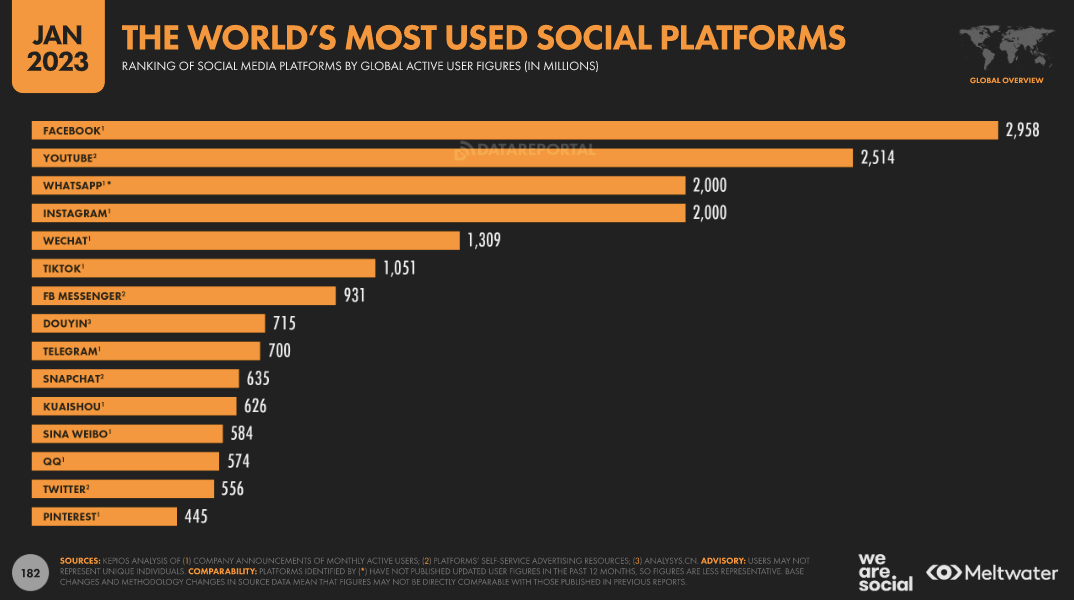 JAN
2023
THE WORLD'S MOST USED SOCIAL PLATFORMS
RANKING OF SOCIAL MEDIA PLATFORMS BY GLOBAL ACTIVE USER FIGURES (IN MILLIONS)
GLOBAL OVERVIEW
FACEBOOK¹ 2,958
DATAREPORTAL
YOUTUBE² 2,514
WHATSAPP¹* 2,000
INSTAGRAM¹ 2,000
WECHAT¹ 1,309
TIKTOK¹ 1,051
FB MESSENGER² 931
DOUYIN³ 715
TELEGRAM¹ 700
SNAPCHAT² 635
KUAISHOU¹ 626
SINA WEIBO¹ 584
QQ¹ 574
TWITTER² 556
PINTEREST¹ 445
182
SOURCES: KEPIOS ANALYSIS OF (1) COMPANY ANNOUNCEMENTS OF MONTHLY ACTIVE USERS; (2) PLATFORMS' SELF-SERVICE ADVERTISING RESOURCES; (3) ANALYSYS.CN. ADVISORY: USERS MAY NOT
REPRESENT UNIQUE INDIVIDUALS. COMPARABILITY: PLATFORMS IDENTIFIED BY (*) HAVE NOT PUBLISHED UPDATED USER FIGURES IN THE PAST 12 MONTHS, SO FIGURES ARE LESS REPRESENTATIVE. BASE
CHANGES AND METHODOLOGY CHANGES IN SOURCE DATA MEAN THAT FIGURES MAY NOT BE DIRECTLY COMPARABLE WITH THOSE PUBLISHED IN PREVIOUS REPORTS.
we
are
social
Meltwater